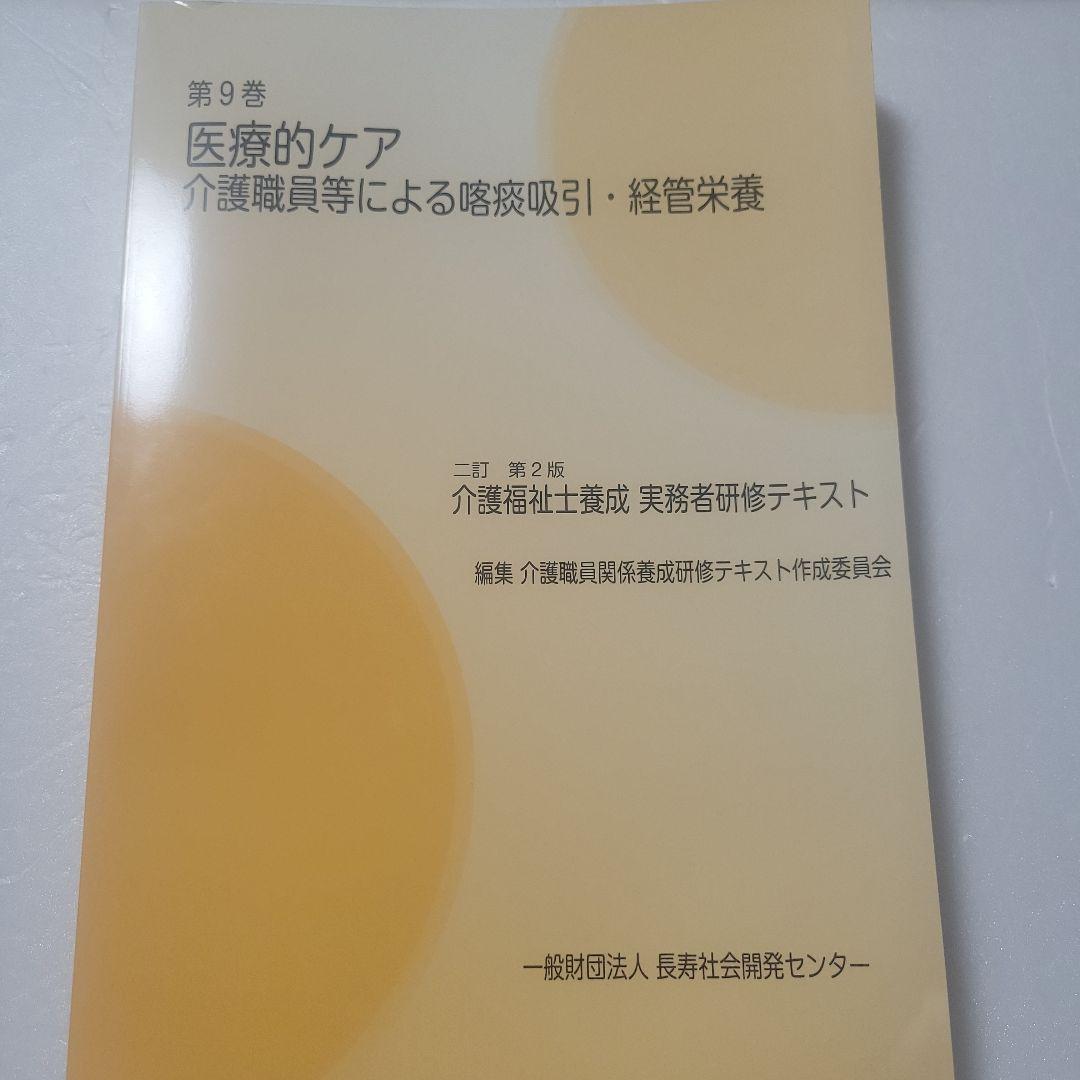 第9巻
医療的ケア
介護職員等による喀痰吸引・経管栄養
二訂 第2版
介護福祉士養成 実務者研修テキスト
編集 介護職員関係養成研修テキスト作成委員会
一般財団法人 長寿社会開発センター